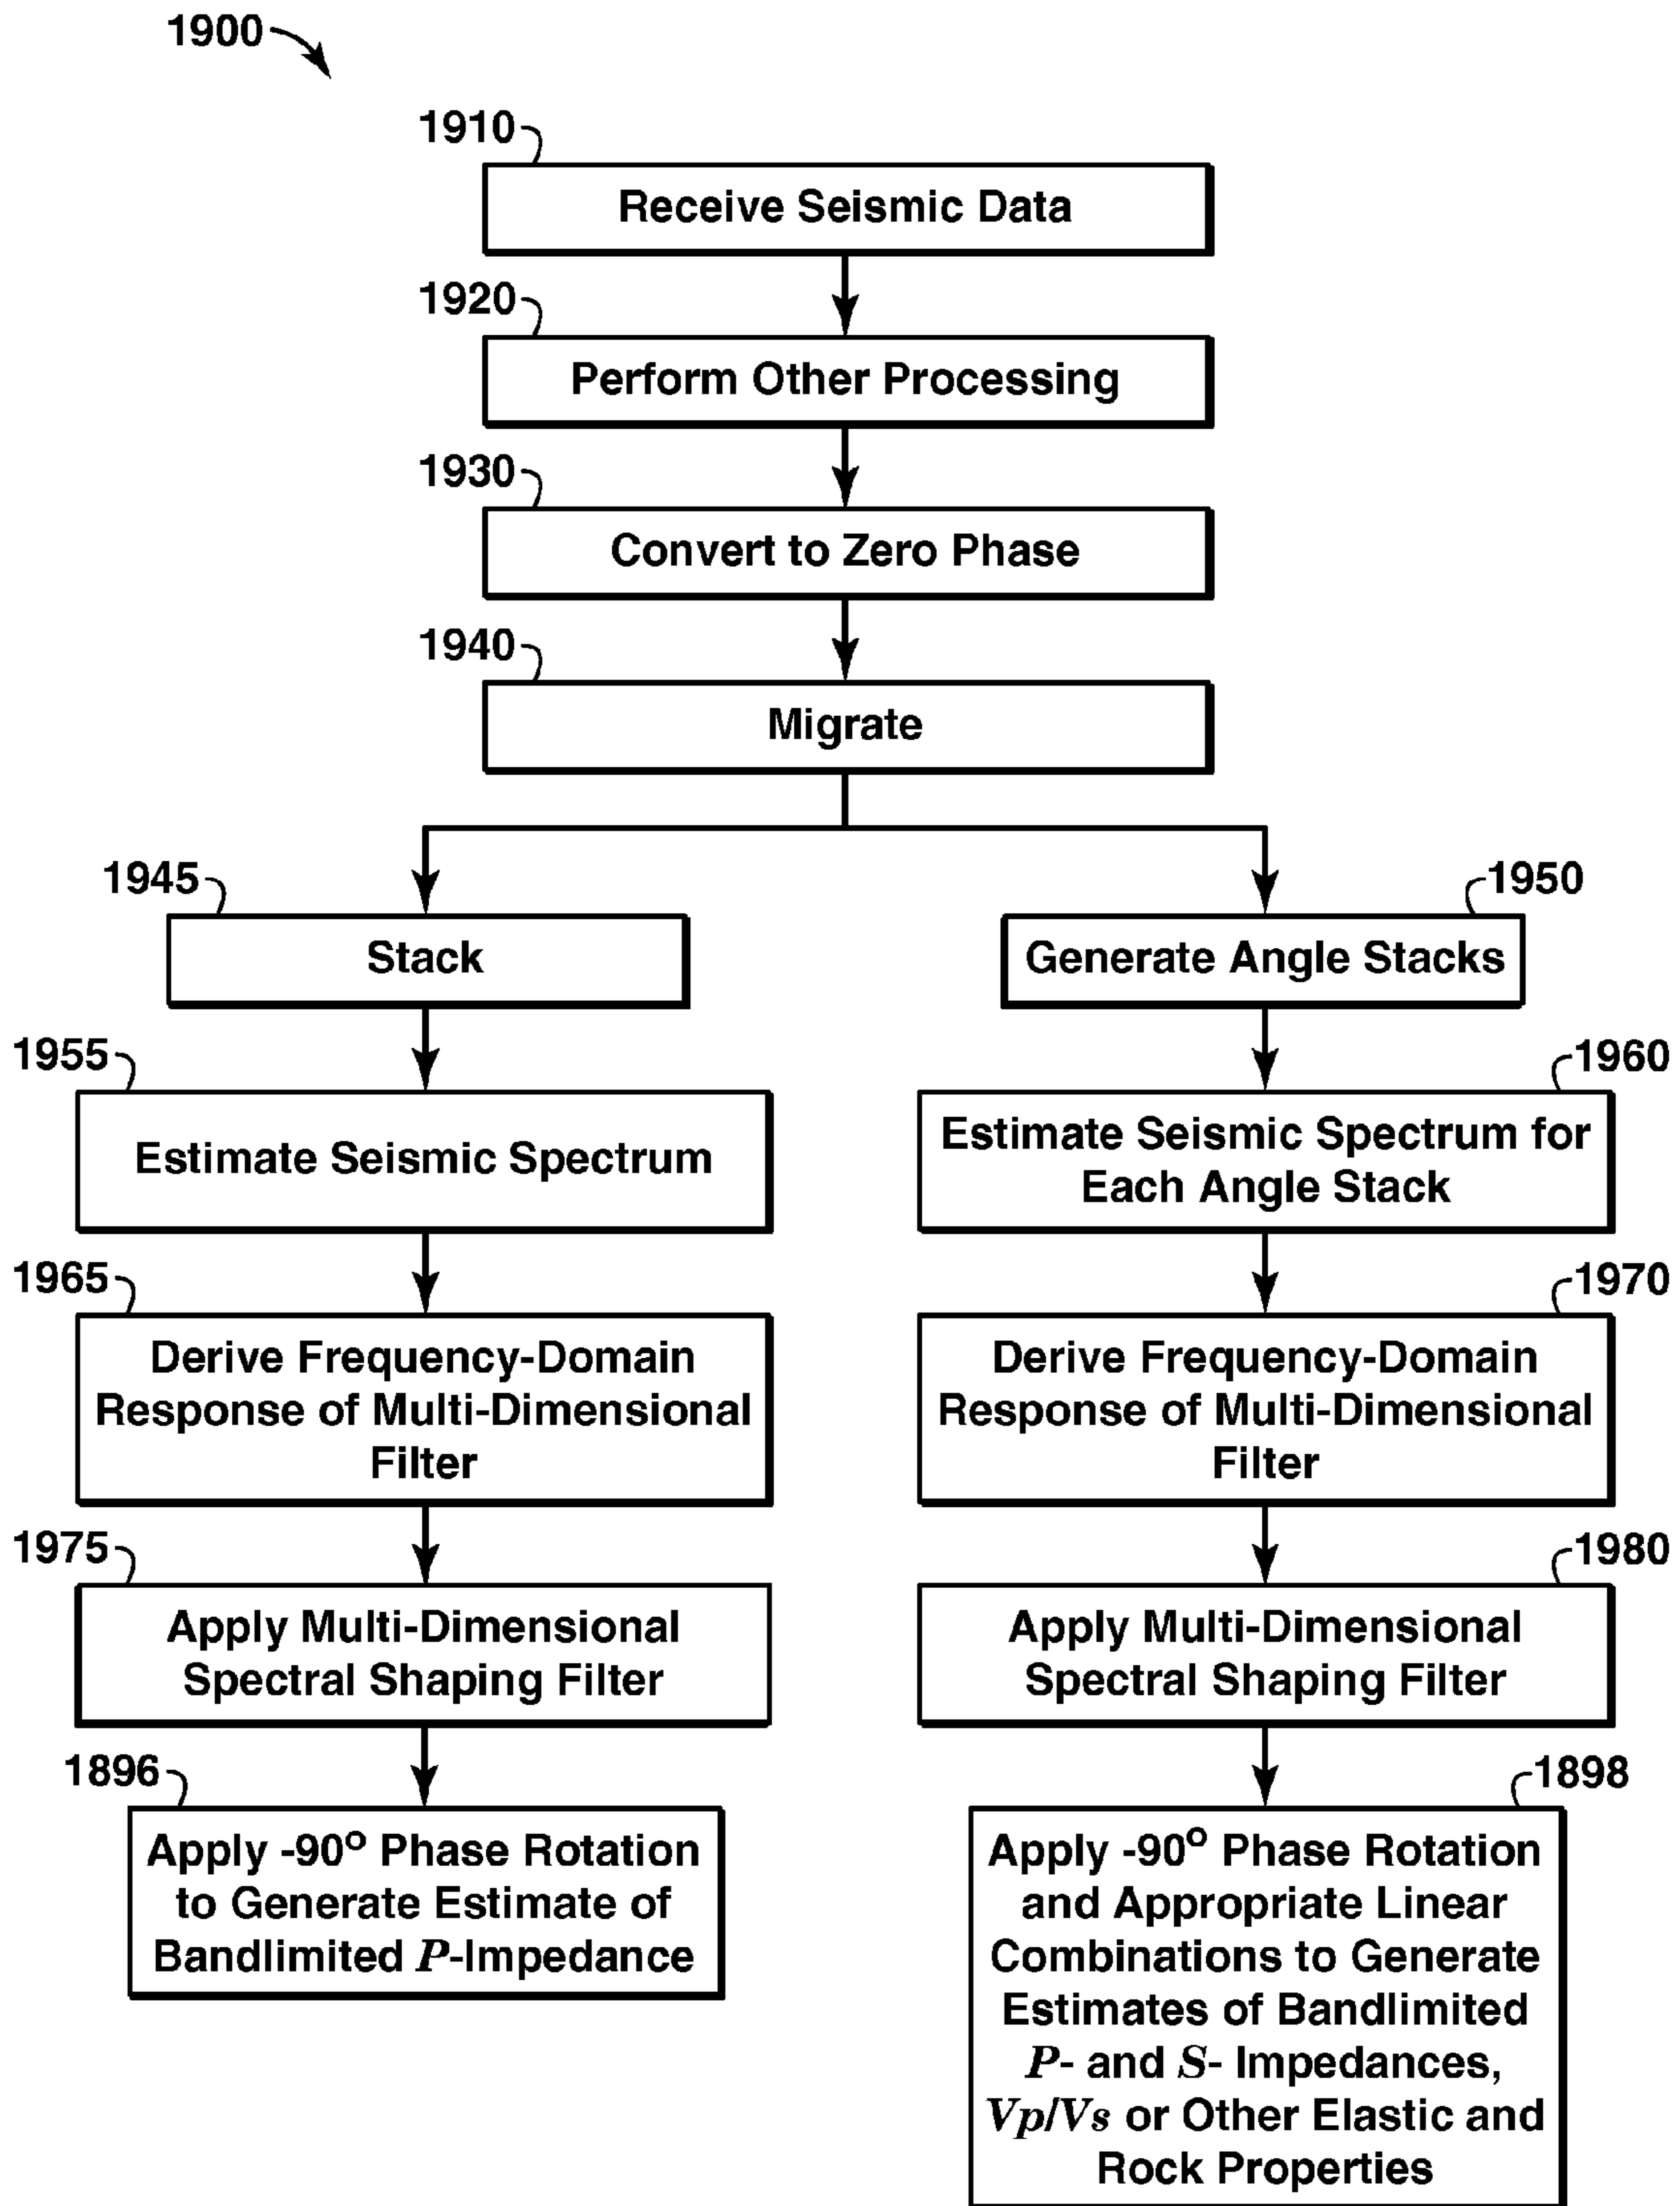 1900
1910
Receive Seismic Data
1920
Perform Other Processing
1930
Convert to Zero Phase
1940
Migrate
1945
Stack
1950
Generate Angle Stacks
1955
Estimate Seismic Spectrum
1960
Estimate Seismic Spectrum for
Each Angle Stack
1965
Derive Frequency-Domain
Response of Multi-Dimensional
Filter
1970
Derive Frequency-Domain
Response of Multi-Dimensional
Filter
1975
Apply Multi-Dimensional
Spectral Shaping Filter
1980
Apply Multi-Dimensional
Spectral Shaping Filter
1896
Apply -90º Phase Rotation
to Generate Estimate of
Bandlimited P-Impedance
1898
Apply -90º Phase Rotation
and Appropriate Linear
Combinations to Generate
Estimates of Bandlimited
P- and S- Impedances,
Vp/Vs or Other Elastic and
Rock Properties